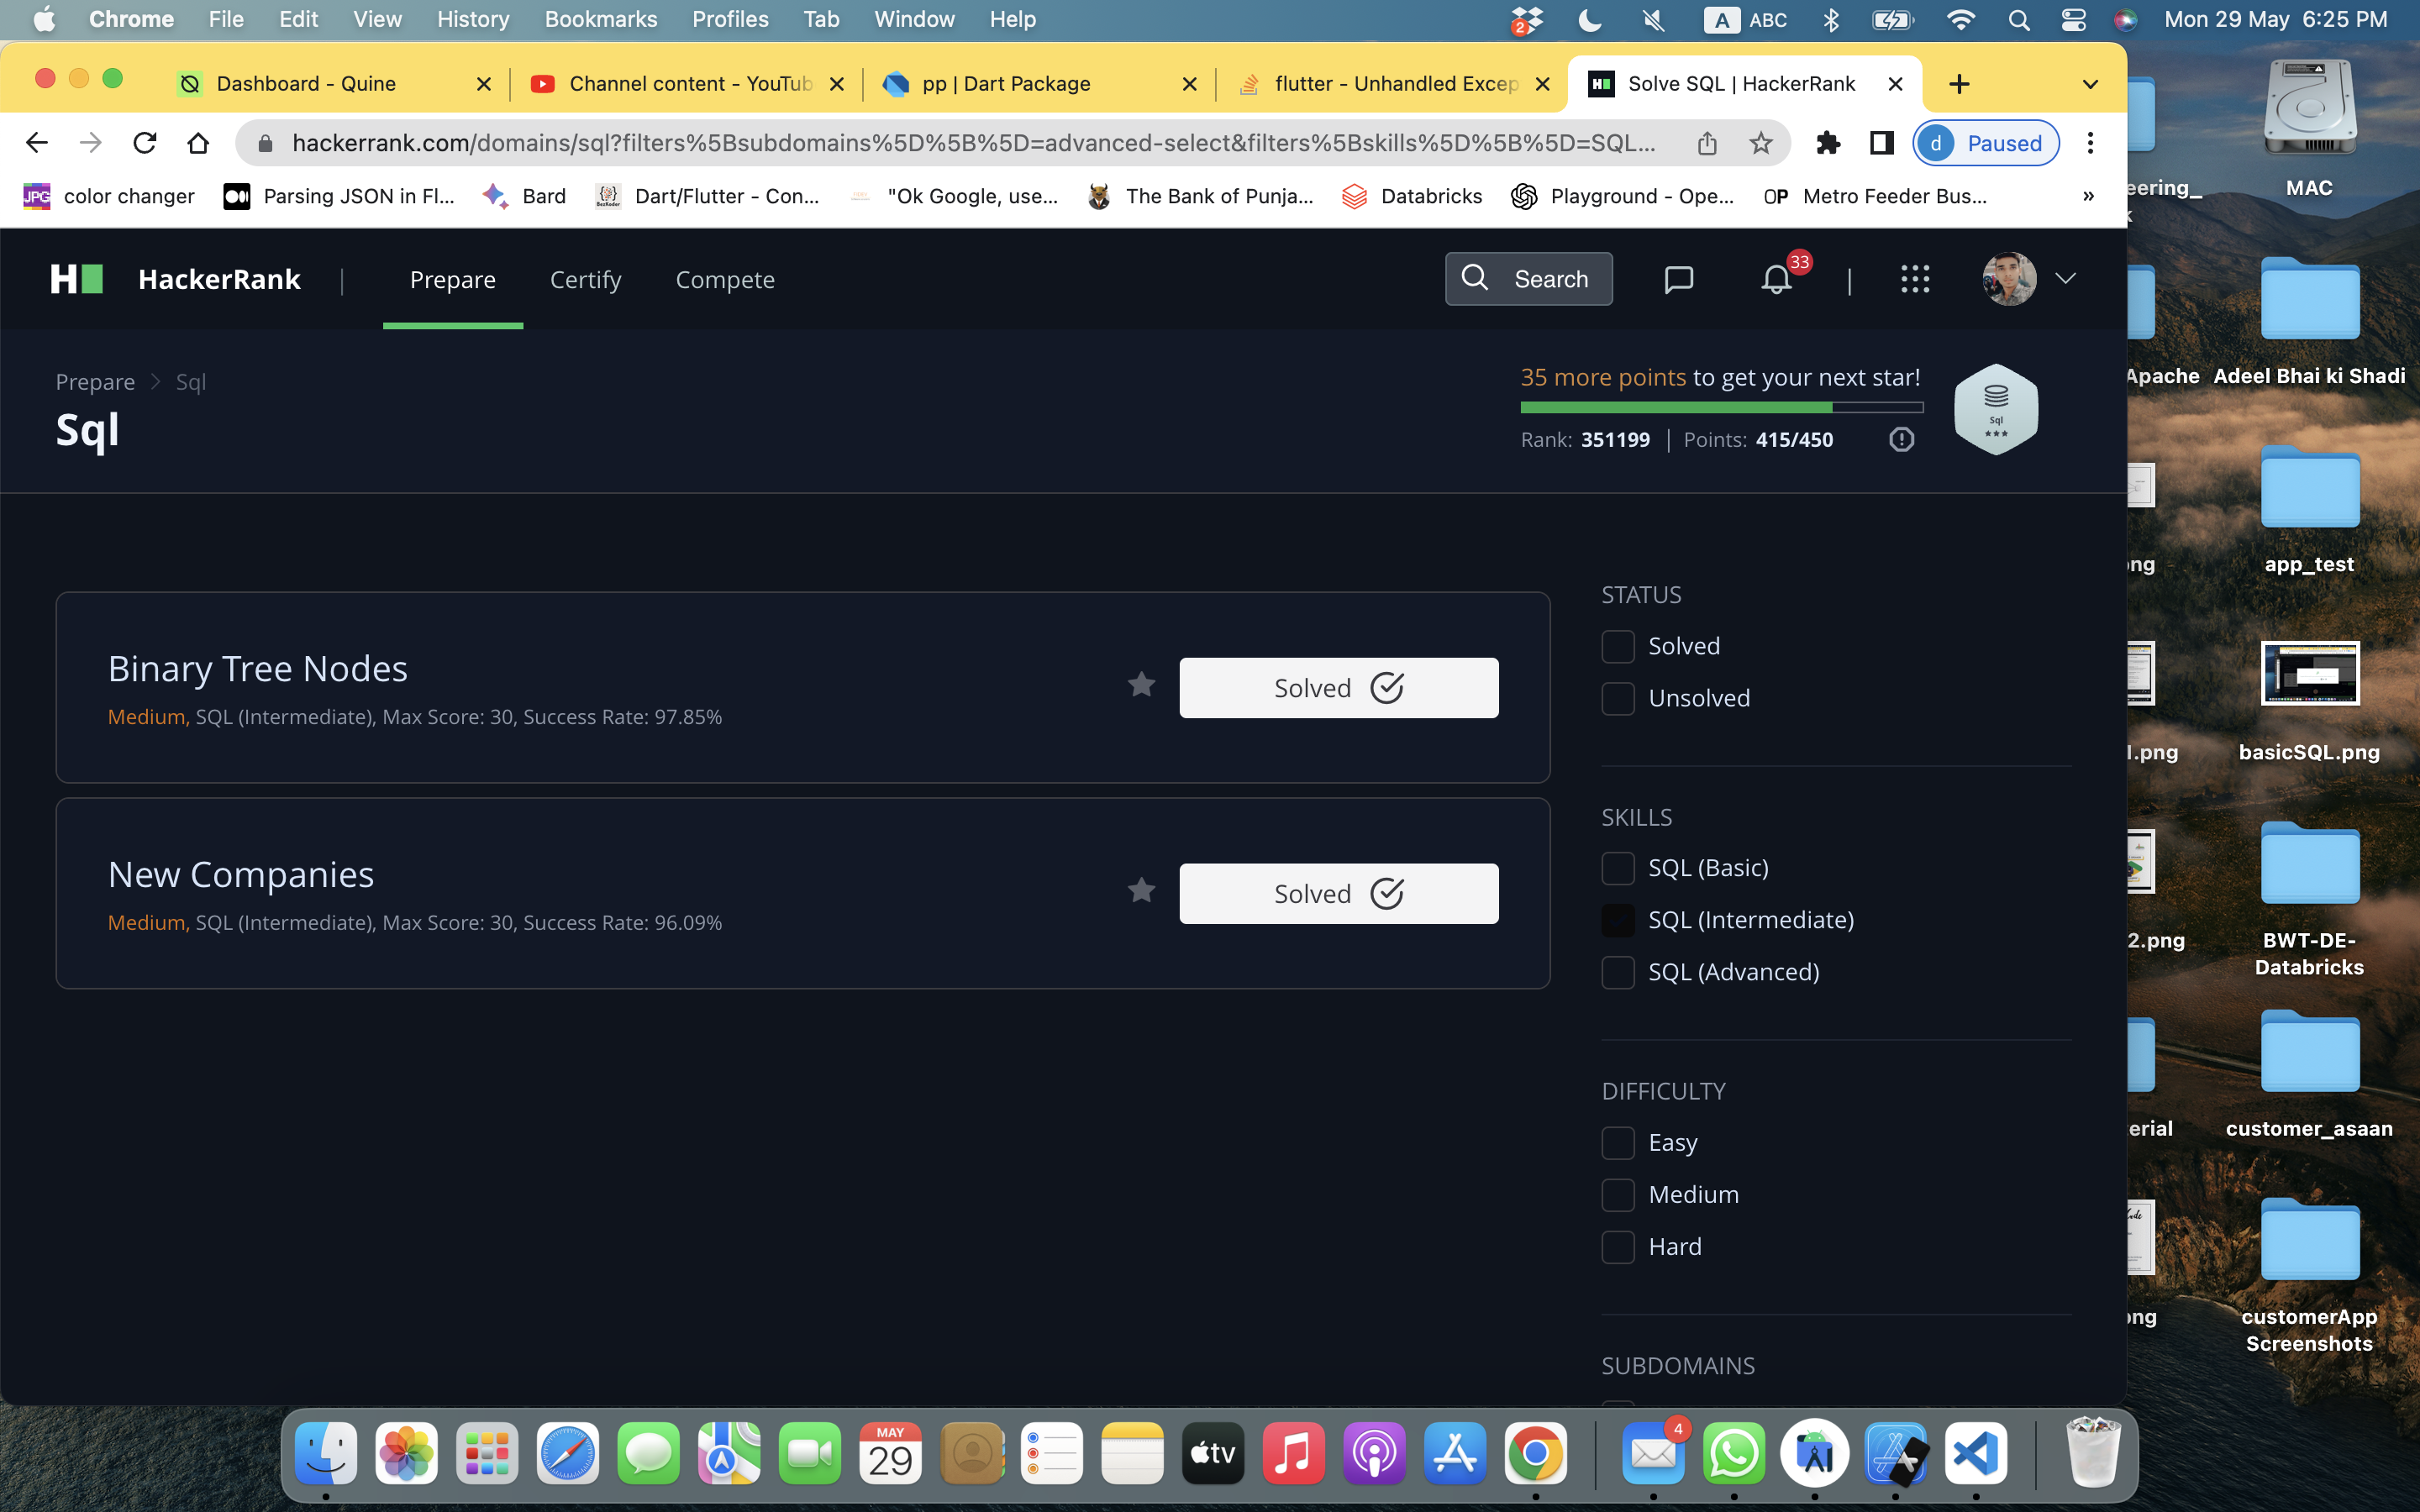 Chrome File Edit View History Bookmarks Profiles Tab Window Help 2 A ABC Mon 29 May 6:25 PM
Dashboard - Quine Channel content - YouTub pp | Dart Package flutter - Unhandled Excep Solve SQL | HackerRank
hackerrank.com/domains/sql?filters%5Bsubdomains%5D%5B%5D=advanced-select&filters%5Bskills%5D%5B%5D=SQL... d Paused
JPG color changer Parsing JSON in Fl... Bard Dart/Flutter - Con... "Ok Google, use... The Bank of Punja... Databricks Playground - Ope... OP Metro Feeder Bus... »
H HackerRank | Prepare Certify Compete Search 33
Prepare > Sql
Sql
35 more points to get your next star!
Rank: 351199 | Points: 415/450
Sql
Binary Tree Nodes
Medium, SQL (Intermediate), Max Score: 30, Success Rate: 97.85%
Solved
New Companies
Medium, SQL (Intermediate), Max Score: 30, Success Rate: 96.09%
Solved
STATUS
Solved
Unsolved
SKILLS
SQL (Basic)
SQL (Intermediate)
SQL (Advanced)
DIFFICULTY
Easy
Medium
Hard
SUBDOMAINS
MAC
eering_
k
Apache
Adeel Bhai ki Shadi
ng
app_test
.png
basicSQL.png
2.png
BWT-DE-
Databricks
erial
customer_asaan
ng
customerApp
Screenshots
MAY
29
tv
4